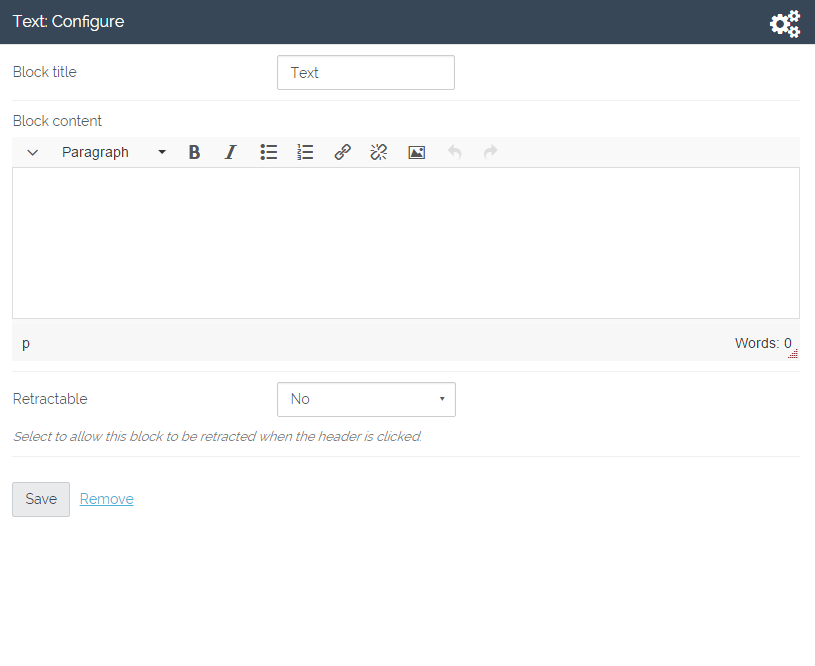 Text: Configure
Block title
Text
Block content
Paragraph B I
p
Words: 0
Retractable
No
Select to allow this block to be retracted when the header is clicked.
Save Remove